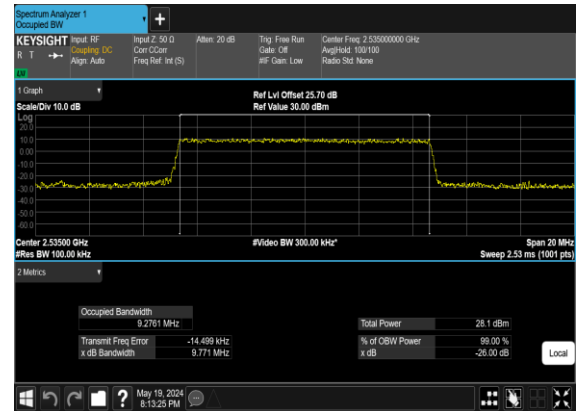 Spectrum Analyzer 1
Occupied BW
+
KEYSIGHT Input: RF Input Z: 50 Ω Atten: 20 dB Trig: Free Run Center Freq: 2.535000000 GHz
R T Coupling: DC Corr CCorr Gate: Off Avg|Hold: 100/100
Align: Auto Freq Ref: Int (S) #IF Gain: Low Radio Std: None
LXI
1 Graph
Ref Lvl Offset 25.70 dB
Scale/Div 10.0 dB Ref Value 30.00 dBm
Log
20.0
10.0
0.00
-10.0
-20.0
-30.0
-40.0
-50.0
-60.0
Center 2.53500 GHz #Video BW 300.00 kHz* Span 20 MHz
#Res BW 100.00 kHz Sweep 2.53 ms (1001 pts)
2 Metrics
Occupied Bandwidth
9.2761 MHz Total Power 28.1 dBm
Transmit Freq Error -14.499 kHz % of OBW Power 99.00 %
x dB Bandwidth 9.771 MHz x dB -26.00 dB
Local
?
May 19, 2024
8:13:25 PM